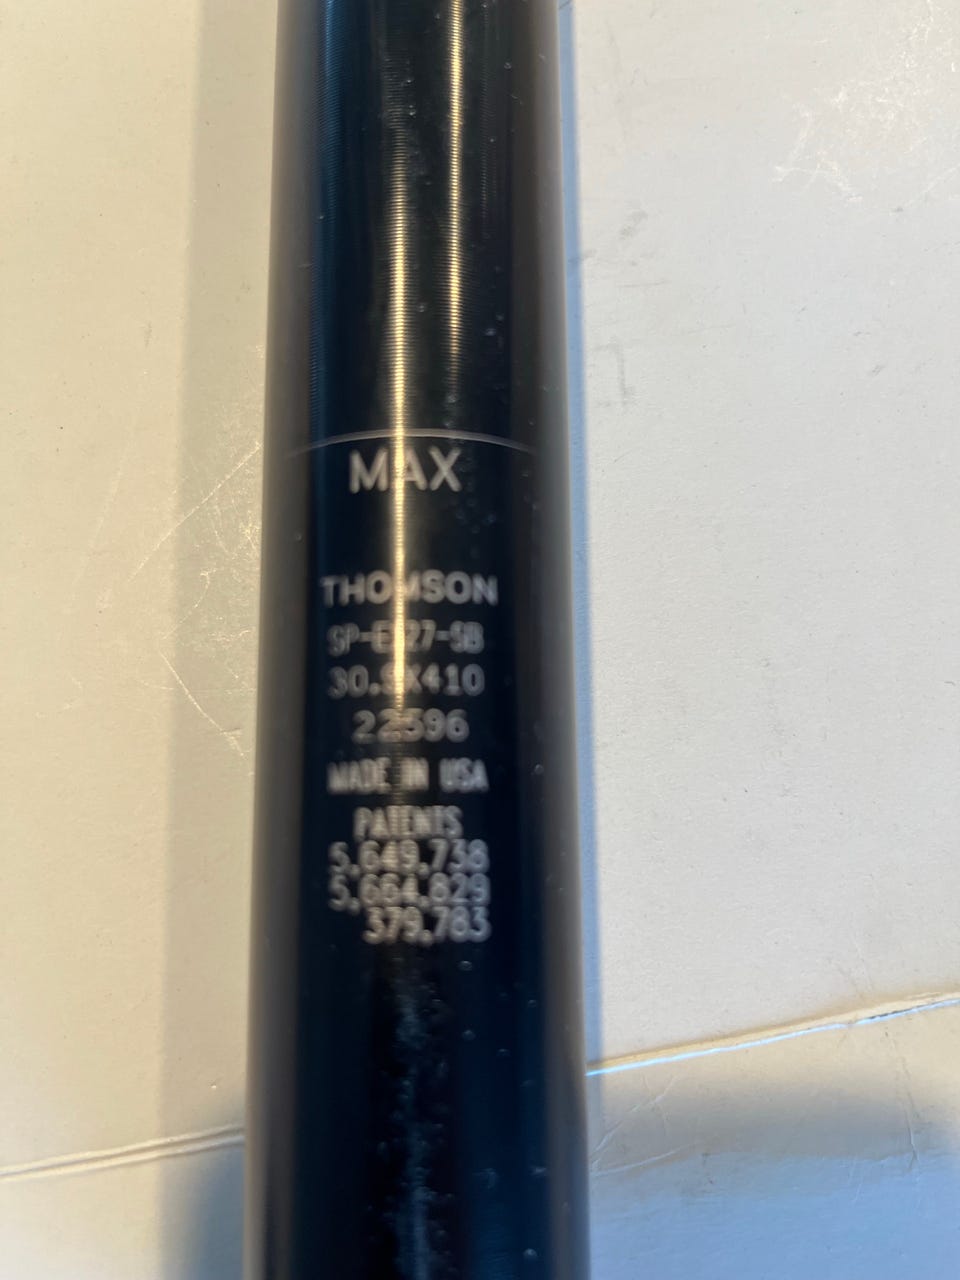 MAX
THOMSON
SP-E127-SB
30.9X410
22596
MADE IN USA
PATENTS
5,649,738
5,664,829
379,783